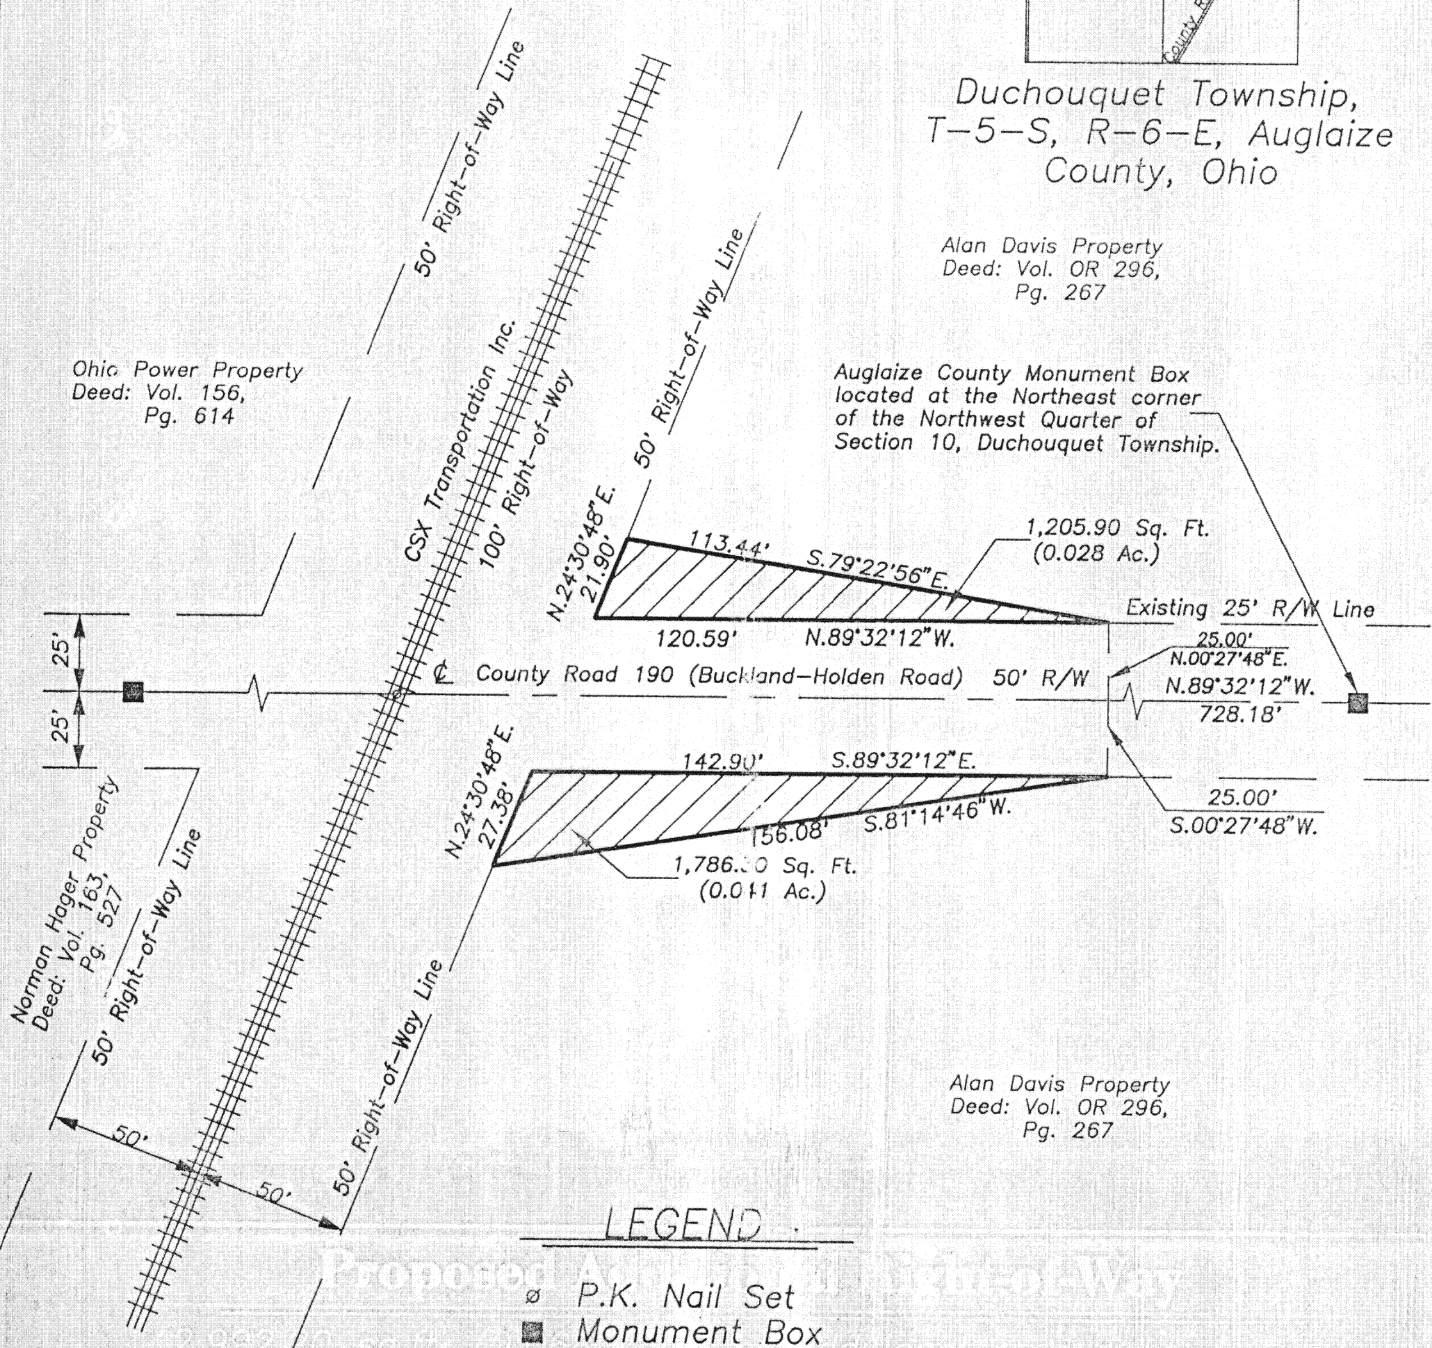 County R
Duchouquet Township,
T-5-S, R-6-E, Auglaize
County, Ohio
50' Right-of-Way Line
50' Right-of-Way Line
Alan Davis Property
Deed: Vol. OR 296,
Pg. 267
Ohio Power Property
Deed: Vol. 156,
Pg. 614
CSX Transportation Inc.
100' Right-of-Way
Auglaize County Monument Box
located at the Northeast corner
of the Northwest Quarter of
Section 10, Duchouquet Township.
N.24°30'48"E.
21.90'
113.44'
S.79°22'56"E.
1,205.90 Sq. Ft.
(0.028 Ac.)
120.59'
N.89°32'12"W.
Existing 25' R/W Line
25.00'
N.00°27'48"E.
25'
25'
℄ County Road 190 (Buckland-Holden Road) 50' R/W
N.89°32'12"W.
728.18'
N.24°30'48"E.
27.38'
142.90'
S.89°32'12"E.
156.08'
S.81°14'46"W.
25.00'
S.00°27'48"W.
1,786. Sq. Ft.
(0.041 Ac.)
Norman Hager Property
Deed: Vol. 163,
Pg. 527
50' Right-of-Way Line
50' Right-of-Way Line
50'
50'
Alan Davis Property
Deed: Vol. OR 296,
Pg. 267
LEGEND
Proposed
Way
ø P.K. Nail Set
■ Monument Box